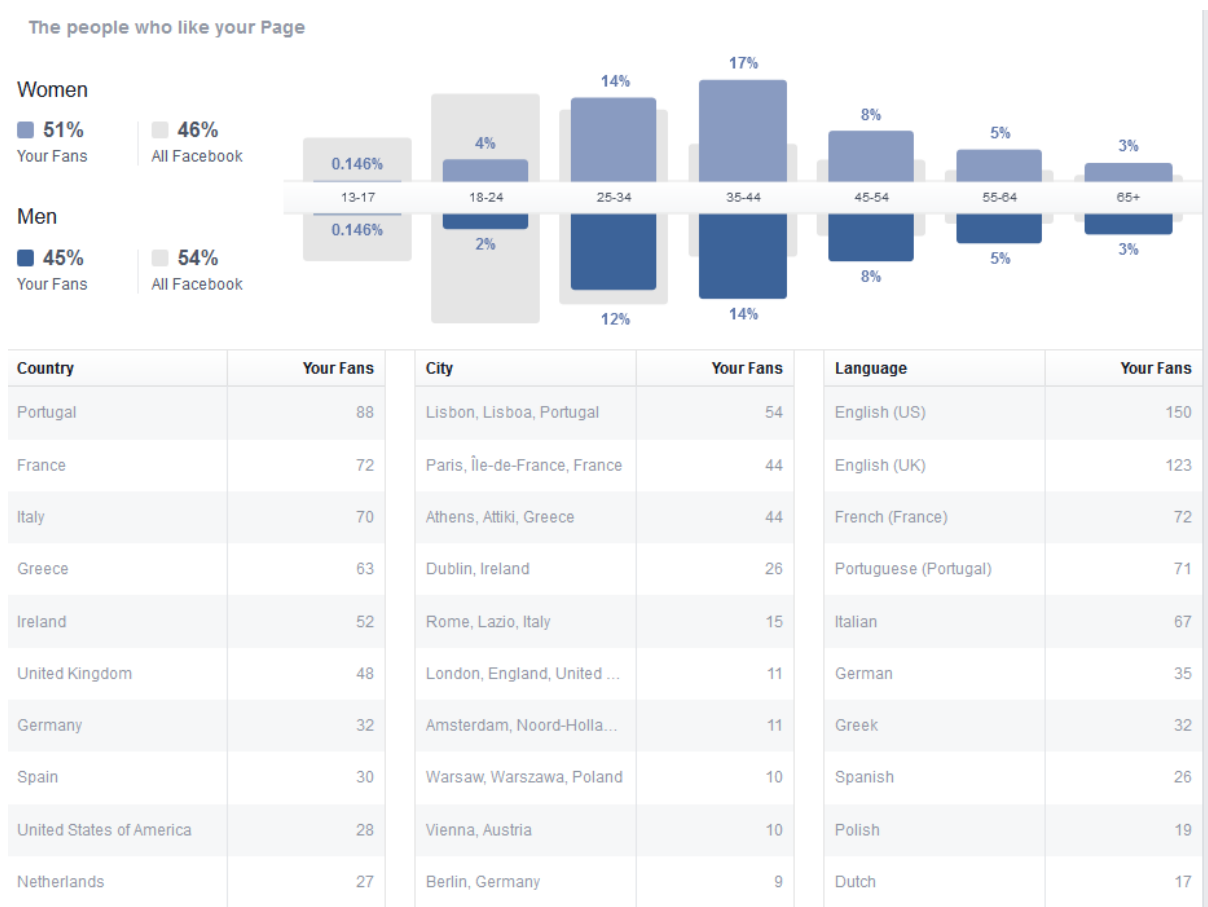 The people who like your Page
Women
51% 46%
Your Fans All Facebook
Men
45% 54%
Your Fans All Facebook
0.146% 4% 14% 17% 8% 5% 3%
13-17 18-24 25-34 35-44 45-54 55-64 65+
0.146% 2% 12% 14% 8% 5% 3%
Country Your Fans City Your Fans Language Your Fans
Portugal 88 Lisbon, Lisboa, Portugal 54 English (US) 150
France 72 Paris, Île-de-France, France 44 English (UK) 123
Italy 70 Athens, Attiki, Greece 44 French (France) 72
Greece 63 Dublin, Ireland 26 Portuguese (Portugal) 71
Ireland 52 Rome, Lazio, Italy 15 Italian 67
United Kingdom 48 London, England, United ... 11 German 35
Germany 32 Amsterdam, Noord-Holla... 11 Greek 32
Spain 30 Warsaw, Warszawa, Poland 10 Spanish 26
United States of America 28 Vienna, Austria 10 Polish 19
Netherlands 27 Berlin, Germany 9 Dutch 17